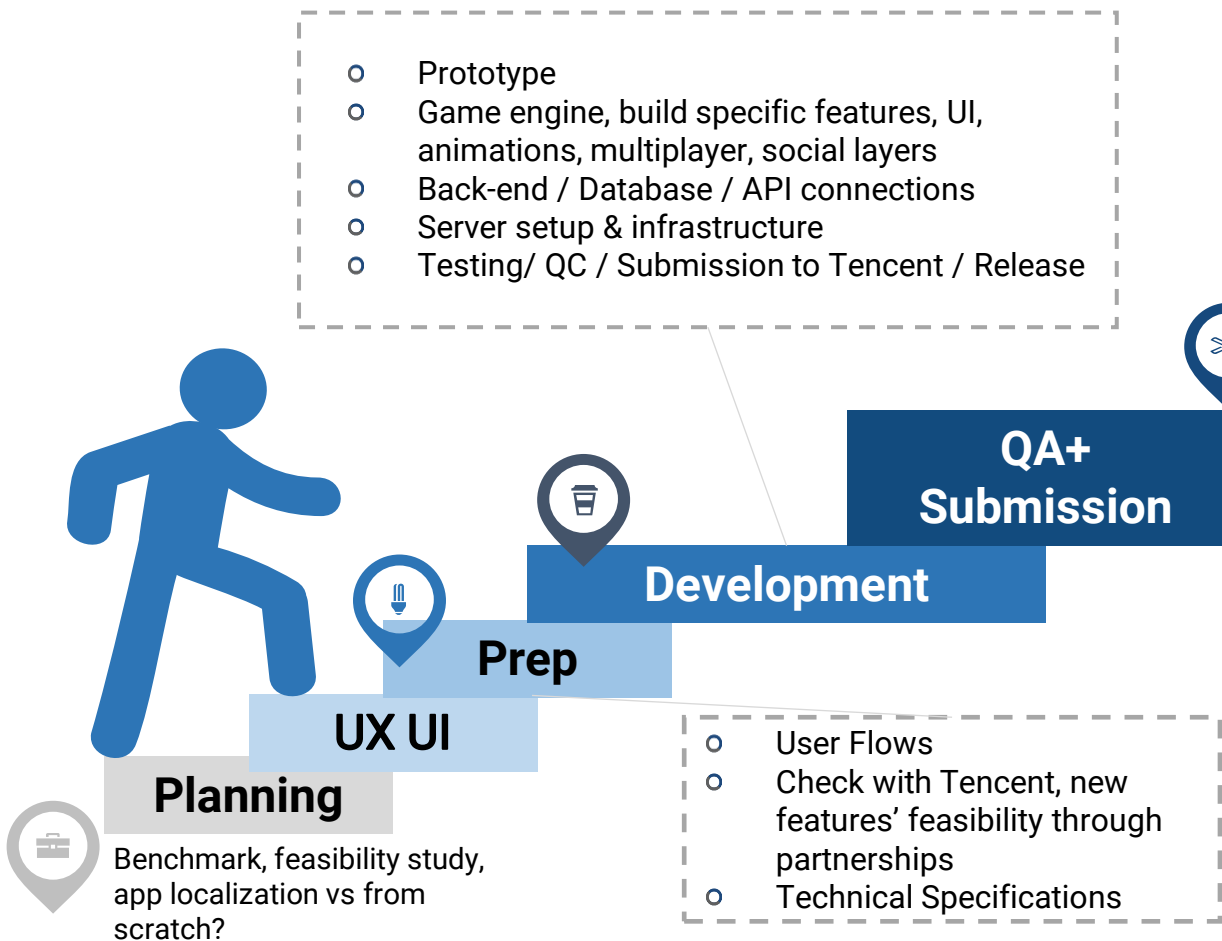 Prototype
Game engine, build specific features, UI,
animations, multiplayer, social layers
Back-end / Database / API connections
Server setup & infrastructure
Testing/ QC / Submission to Tencent / Release
QA+
Submission
Development
Prep
UX UI
Planning
Benchmark, feasibility study,
app localization vs from
scratch?
User Flows
Check with Tencent, new
features’ feasibility through
partnerships
Technical Specifications